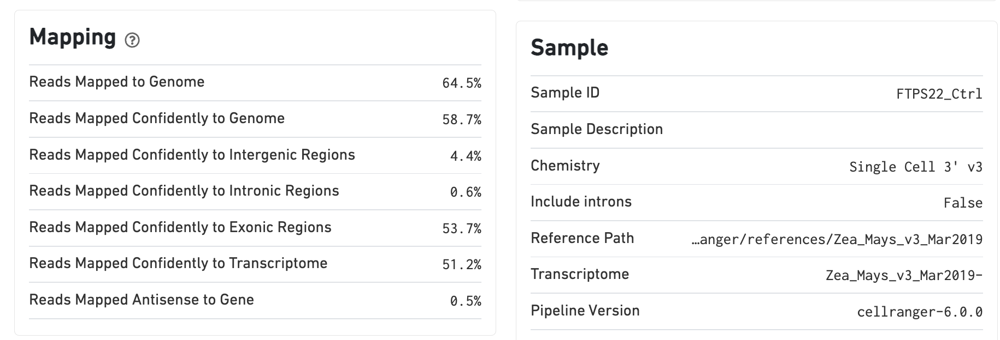 Mapping ?
Reads Mapped to Genome 64.5%
Reads Mapped Confidently to Genome 58.7%
Reads Mapped Confidently to Intergenic Regions 4.4%
Reads Mapped Confidently to Intronic Regions 0.6%
Reads Mapped Confidently to Exonic Regions 53.7%
Reads Mapped Confidently to Transcriptome 51.2%
Reads Mapped Antisense to Gene 0.5%
Sample
Sample ID FTPS22_Ctrl
Sample Description
Chemistry Single Cell 3' v3
Include introns False
Reference Path …anger/references/Zea_Mays_v3_Mar2019
Transcriptome Zea_Mays_v3_Mar2019-
Pipeline Version cellranger-6.0.0